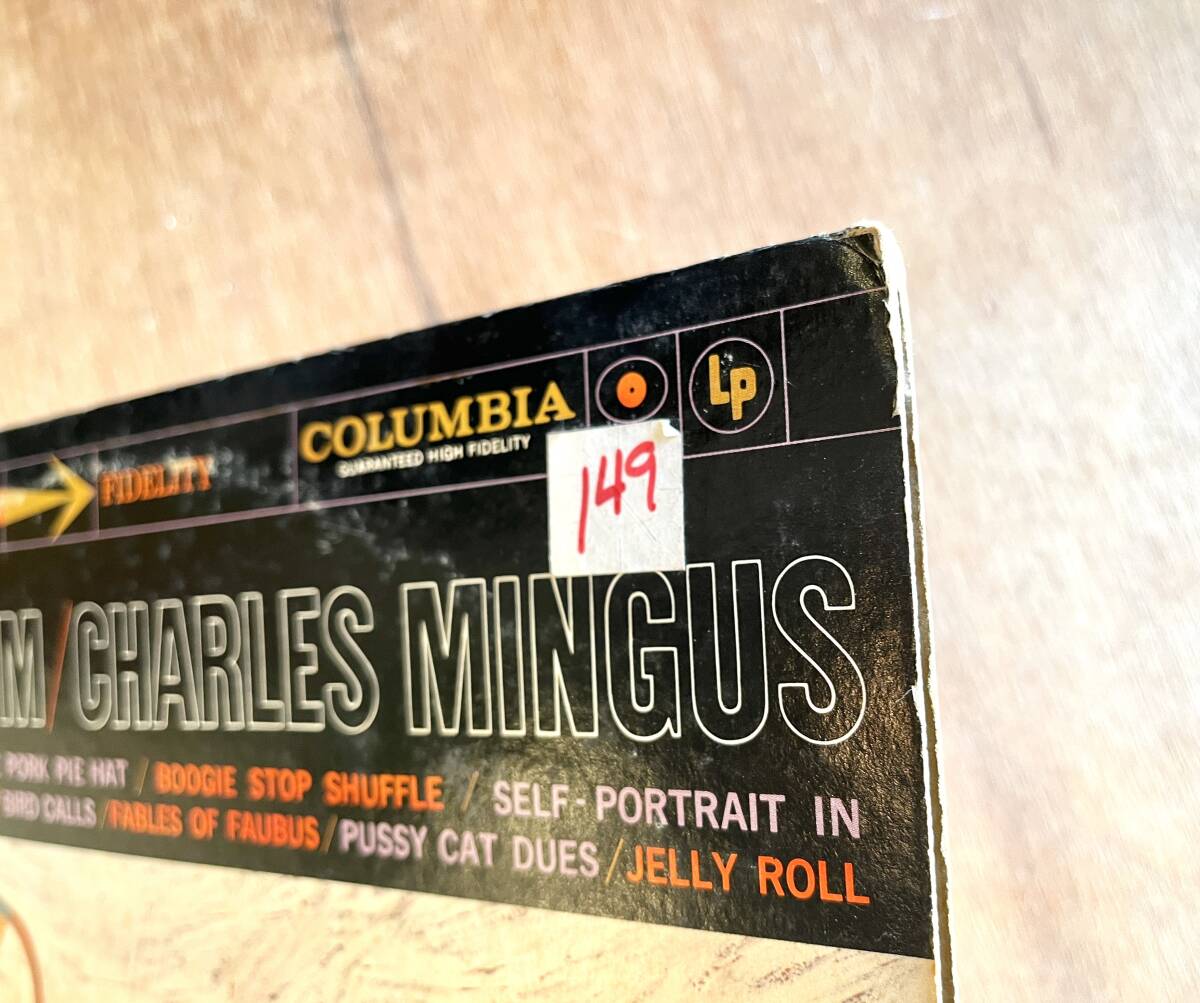 FIDELITY
COLUMBIA
GUARANTEED HIGH FIDELITY
Lp
149
M/CHARLES MINGUS
PORK PIE HAT / BOOGIE STOP SHUFFLE / SELF-PORTRAIT IN
BIRD CALLS / FABLES OF FAUBUS / PUSSY CAT DUES / JELLY ROLL